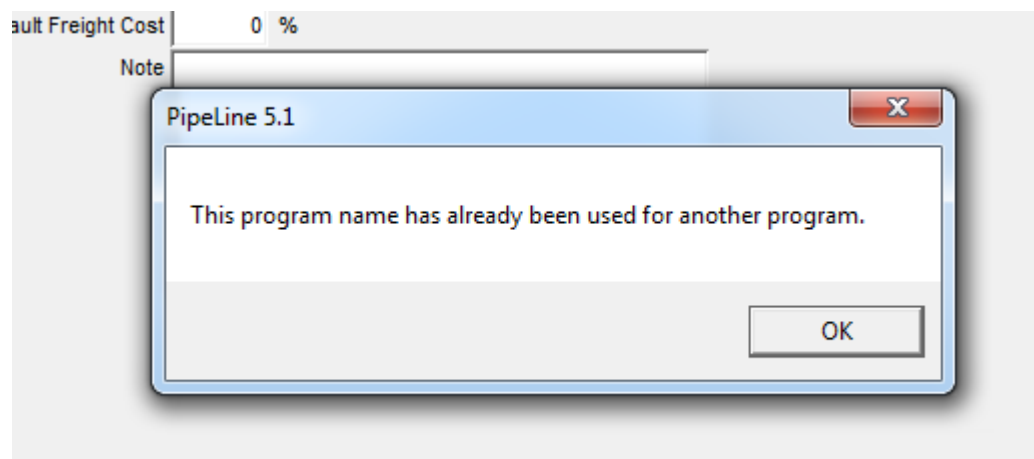 ault Freight Cost 0 %
Note
PipeLine 5.1
This program name has already been used for another program.
OK